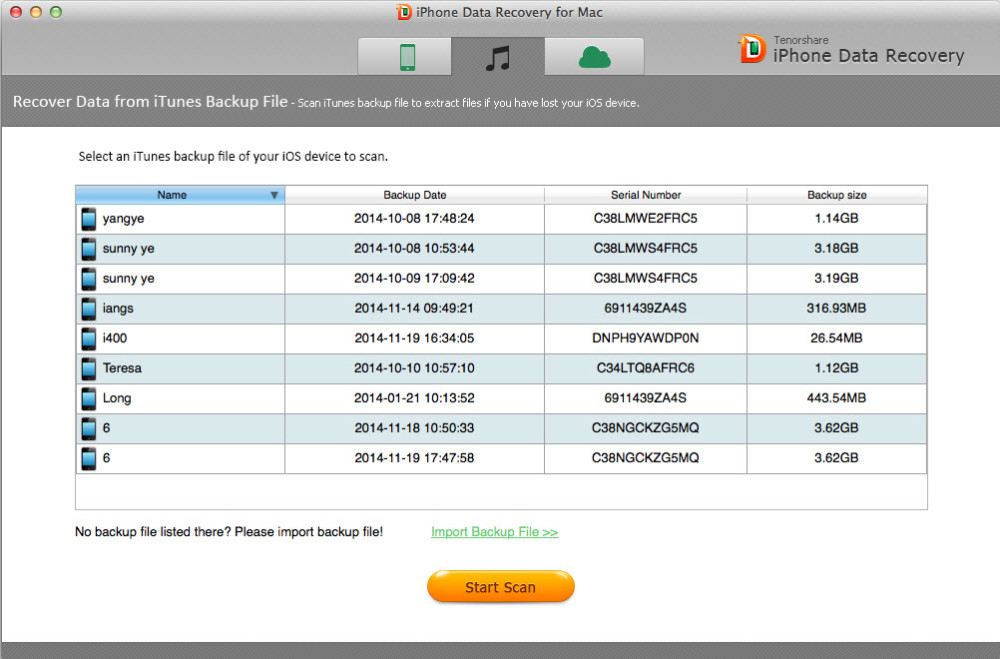 iPhone Data Recovery for Mac
Tenorshare
iPhone Data Recovery
Recover Data from iTunes Backup File - Scan iTunes backup file to extract files if you have lost your iOS device.
Select an iTunes backup file of your iOS device to scan.
Name Backup Date Serial Number Backup size
yangye 2014-10-08 17:48:24 C38LMWE2FRC5 1.14GB
sunny ye 2014-10-08 10:53:44 C38LMWS4FRC5 3.18GB
sunny ye 2014-10-09 17:09:42 C38LMWS4FRC5 3.19GB
iangs 2014-11-14 09:49:21 6911439ZA4S 316.93MB
i400 2014-11-19 16:34:05 DNPH9YAWDP0N 26.54MB
Teresa 2014-10-10 10:57:10 C34LTQ8AFRC6 1.12GB
Long 2014-01-21 10:13:52 6911439ZA4S 443.54MB
6 2014-11-18 10:50:33 C38NGCKZG5MQ 3.62GB
6 2014-11-19 17:47:58 C38NGCKZG5MQ 3.62GB
No backup file listed there? Please import backup file! Import Backup File >>
Start Scan